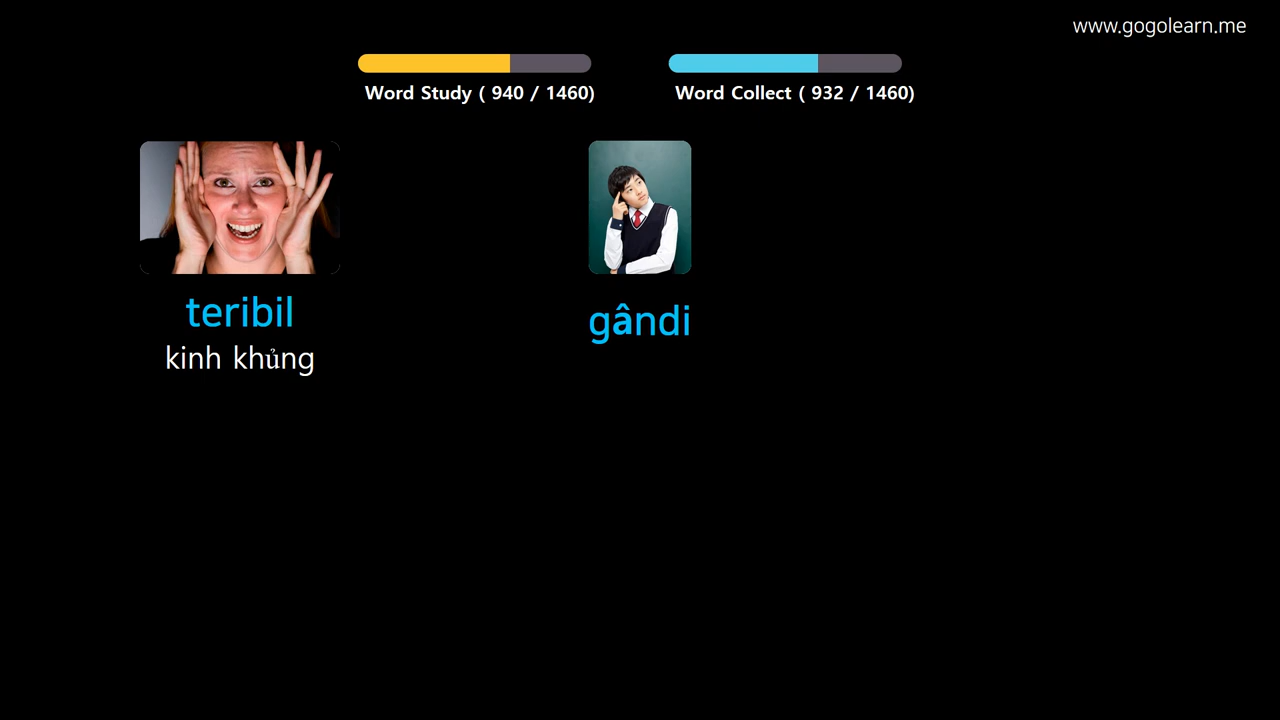 www.gogolearn.me
Word Study ( 940 / 1460)
Word Collect ( 932 / 1460)
teribil
kinh khủng
gândi